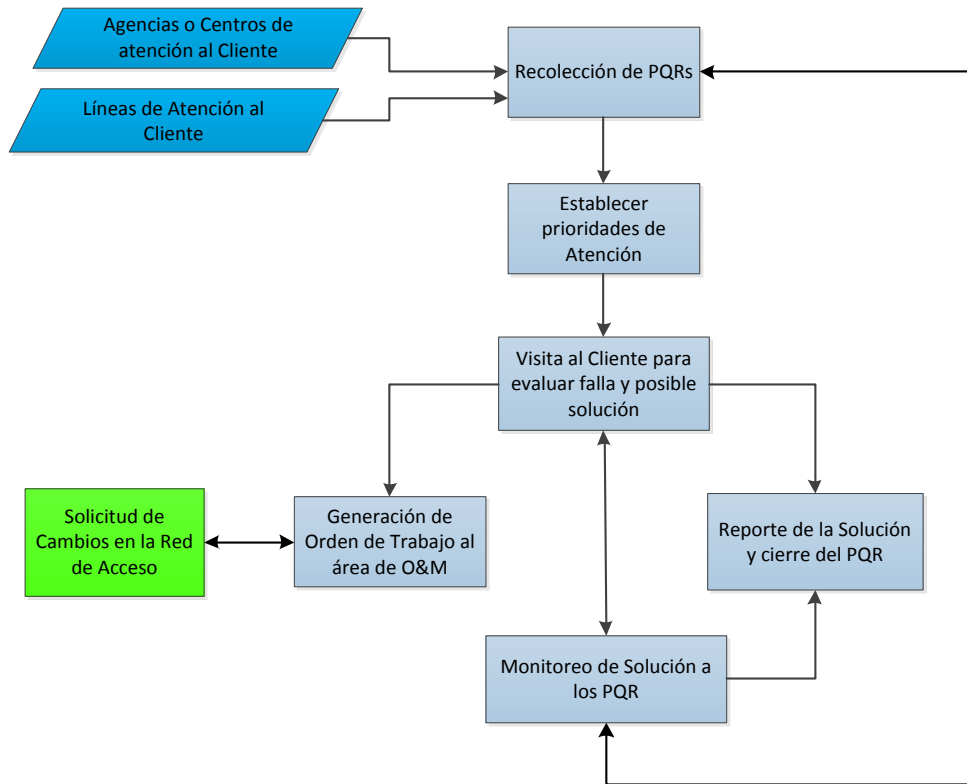 Agencias o Centros de
atención al Cliente
Recolección de PQRs
Líneas de Atención al
Cliente
Establecer
prioridades de
Atención
Visita al Cliente para
evaluar falla y posible
solución
Solicitud de
Cambios en la Red
de Acceso
Generación de
Orden de Trabajo al
área de O&M
Reporte de la Solución
y cierre del PQR
Monitoreo de Solución a
los PQR